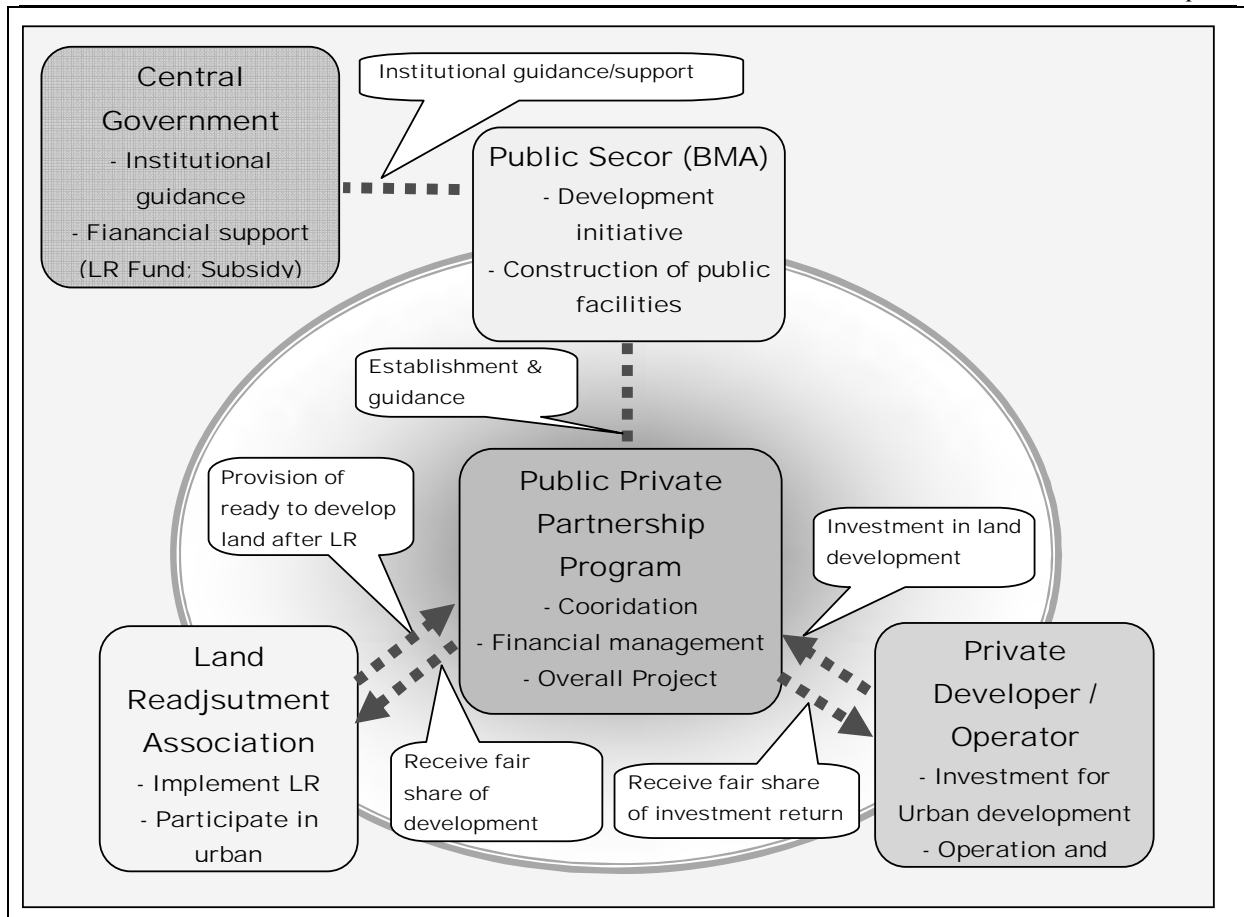 Central
Government
- Institutional
guidance
- Fianancial support
(LR Fund; Subsidy)
Institutional guidance/support
Public Secor (BMA)
- Development
initiative
- Construction of public
facilities
Establishment &
guidance
Provision of
ready to develop
land after LR
Public Private
Partnership
Program
- Cooridation
- Financial management
- Overall Project
Investment in land
development
Land
Readjsutment
Association
- Implement LR
- Participate in
urban
Receive fair
share of
development
Receive fair share
of investment return
Private
Developer /
Operator
- Investment for
Urban development
- Operation and